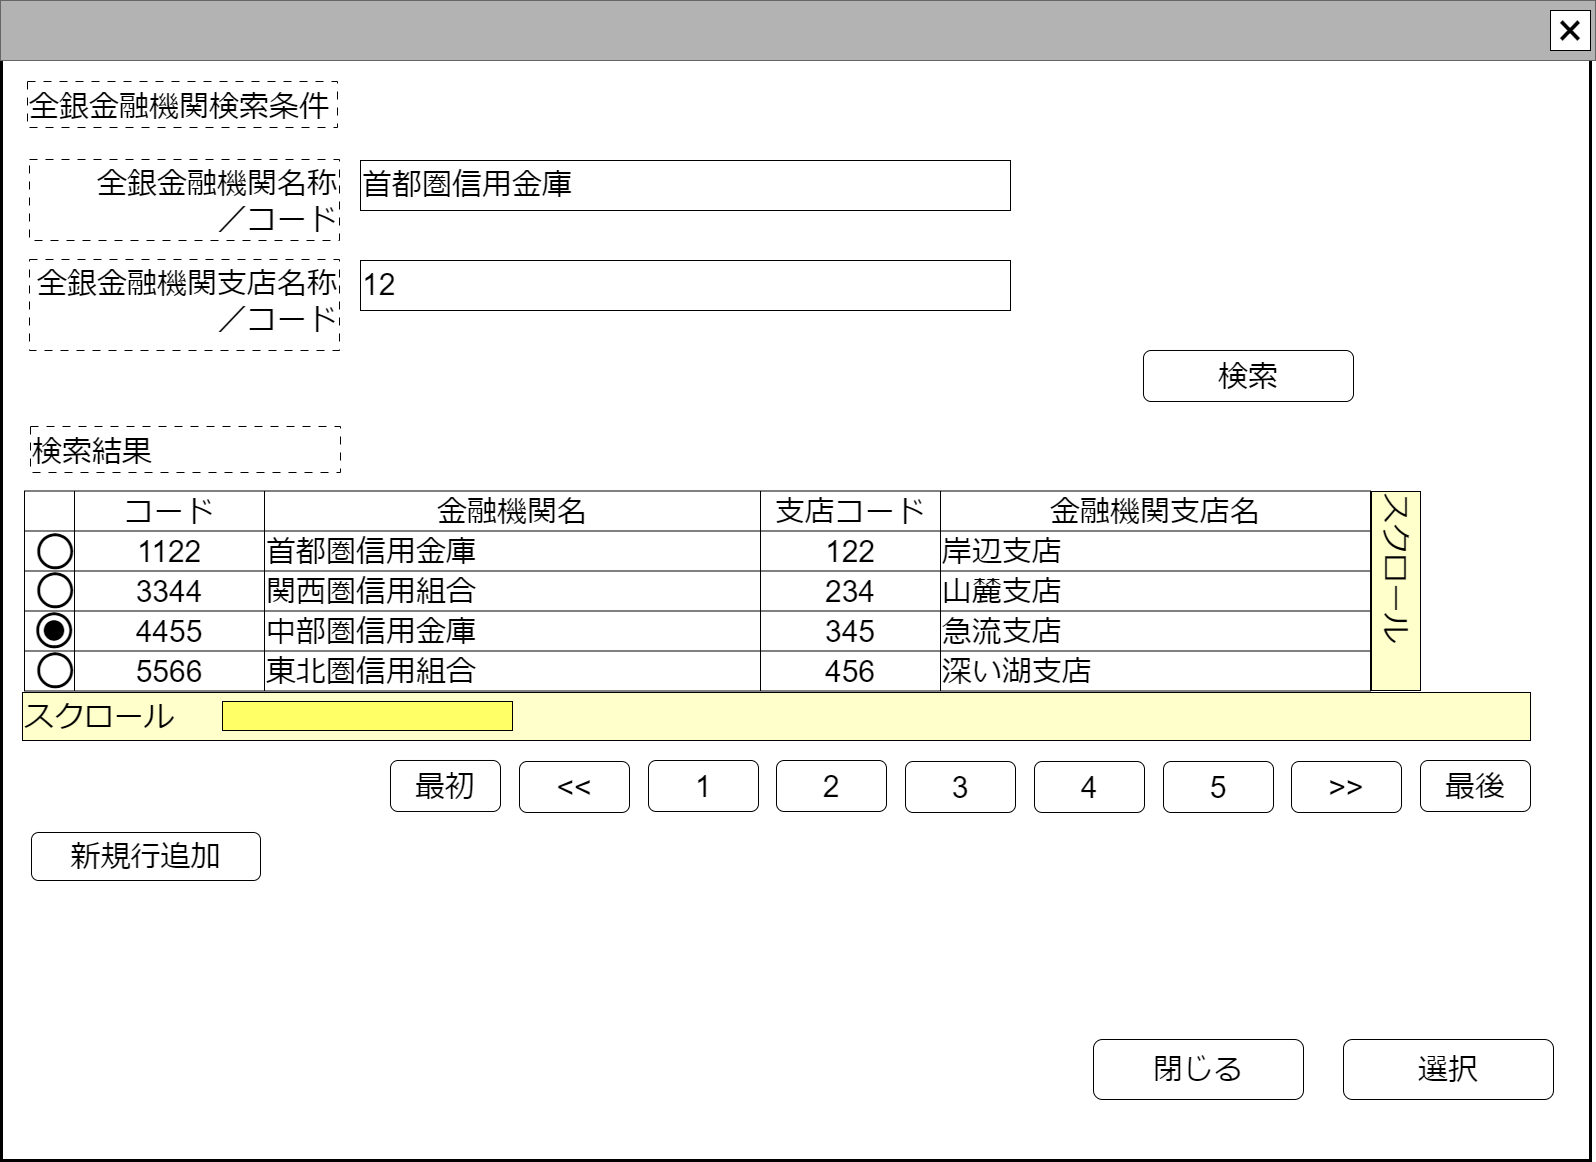 全銀金融機関検索条件
全銀金融機関名称
／コード
首都圏信用金庫
全銀金融機関支店名称
／コード
12
検索
検索結果
コード 金融機関名 支店コード 金融機関支店名
1122 首都圏信用金庫 122 岸辺支店
3344 関西圏信用組合 234 山麓支店
4455 中部圏信用金庫 345 急流支店
5566 東北圏信用組合 456 深い湖支店
スクロール
スクロール
最初 << 1 2 3 4 5 >> 最後
新規行追加
閉じる 選択